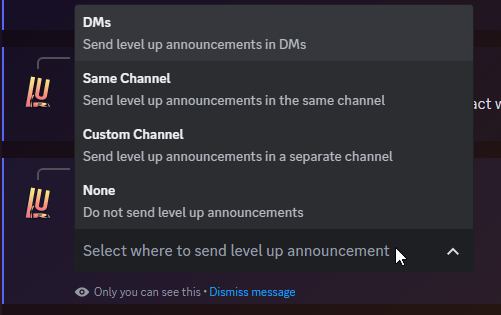 DMs
Send level up announcements in DMs
Same Channel
Send level up announcements in the same channel
Custom Channel
Send level up announcements in a separate channel
None
Do not send level up announcements
Select where to send level up announcement
Only you can see this • Dismiss message
LU
LU